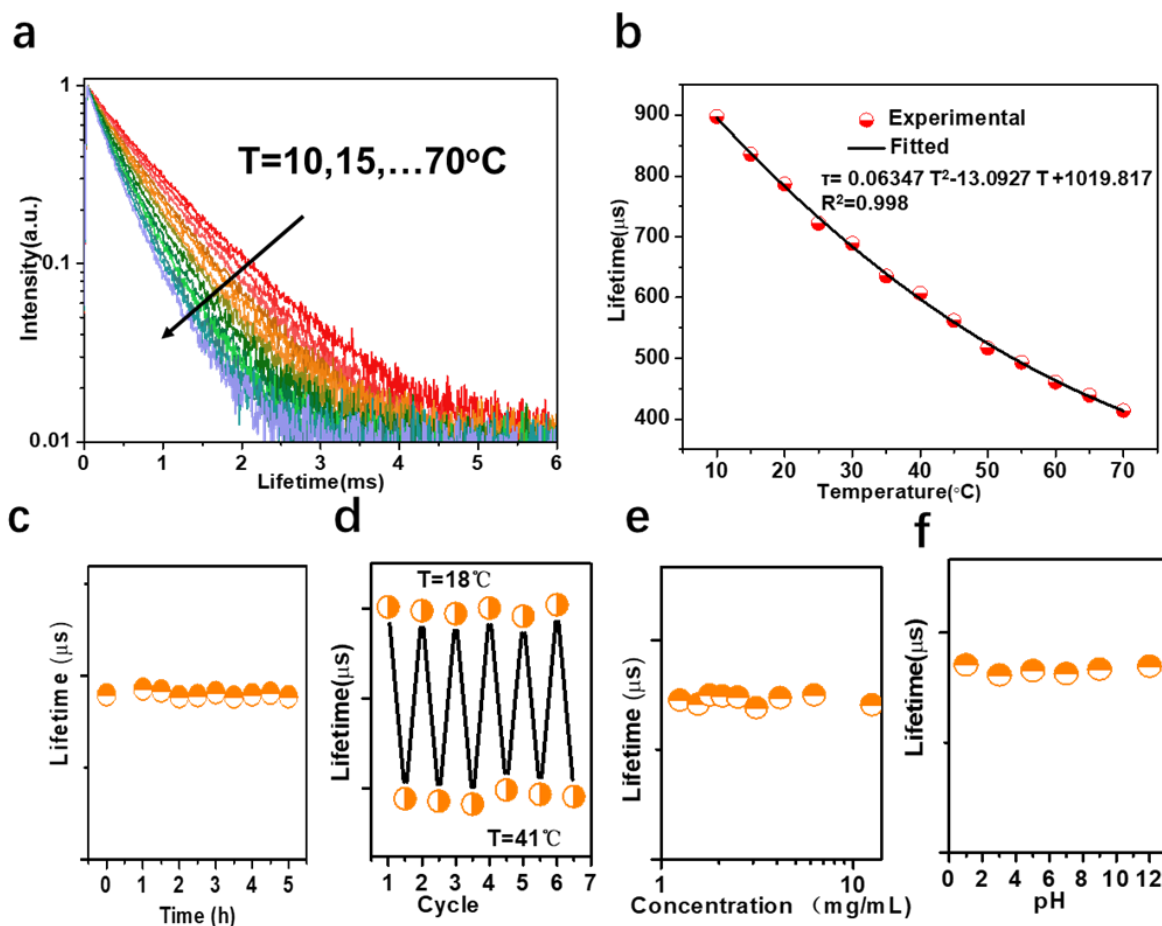 a
1
0.1
0.01
Intensity(a.u.)
T=10,15,…70°C
0 1 2 3 4 5 6
Lifetime(ms)
b
900
800
700
600
500
400
Lifetime(μs)
Experimental
Fitted
τ= 0.06347 T²-13.0927 T+1019.817
R²=0.998
10 20 30 40 50 60 70
Temperature(°C)
c
Lifetime (μs)
0 1 2 3 4 5
Time (h)
d
Lifetime(μs)
T=18℃
T=41℃
1 2 3 4 5 6 7
Cycle
e
Lifetime (μs)
1 10
Concentration (mg/mL)
f
Lifetime(μs)
0 2 4 6 8 10 12
pH